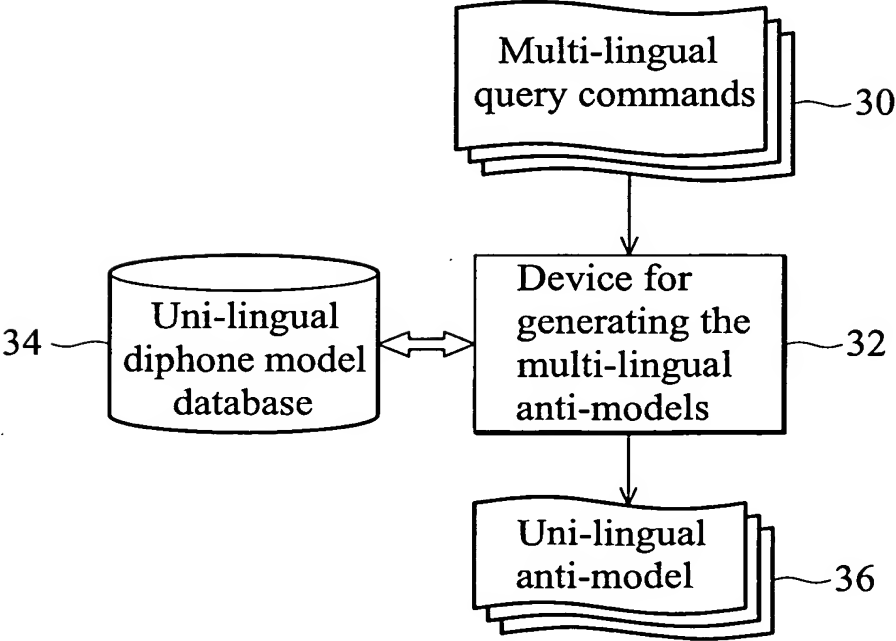 Multi-lingual
query commands
30
Device for
generating the
multi-lingual
anti-models
32
Uni-lingual
diphone model
database
34
Uni-lingual
anti-model
36